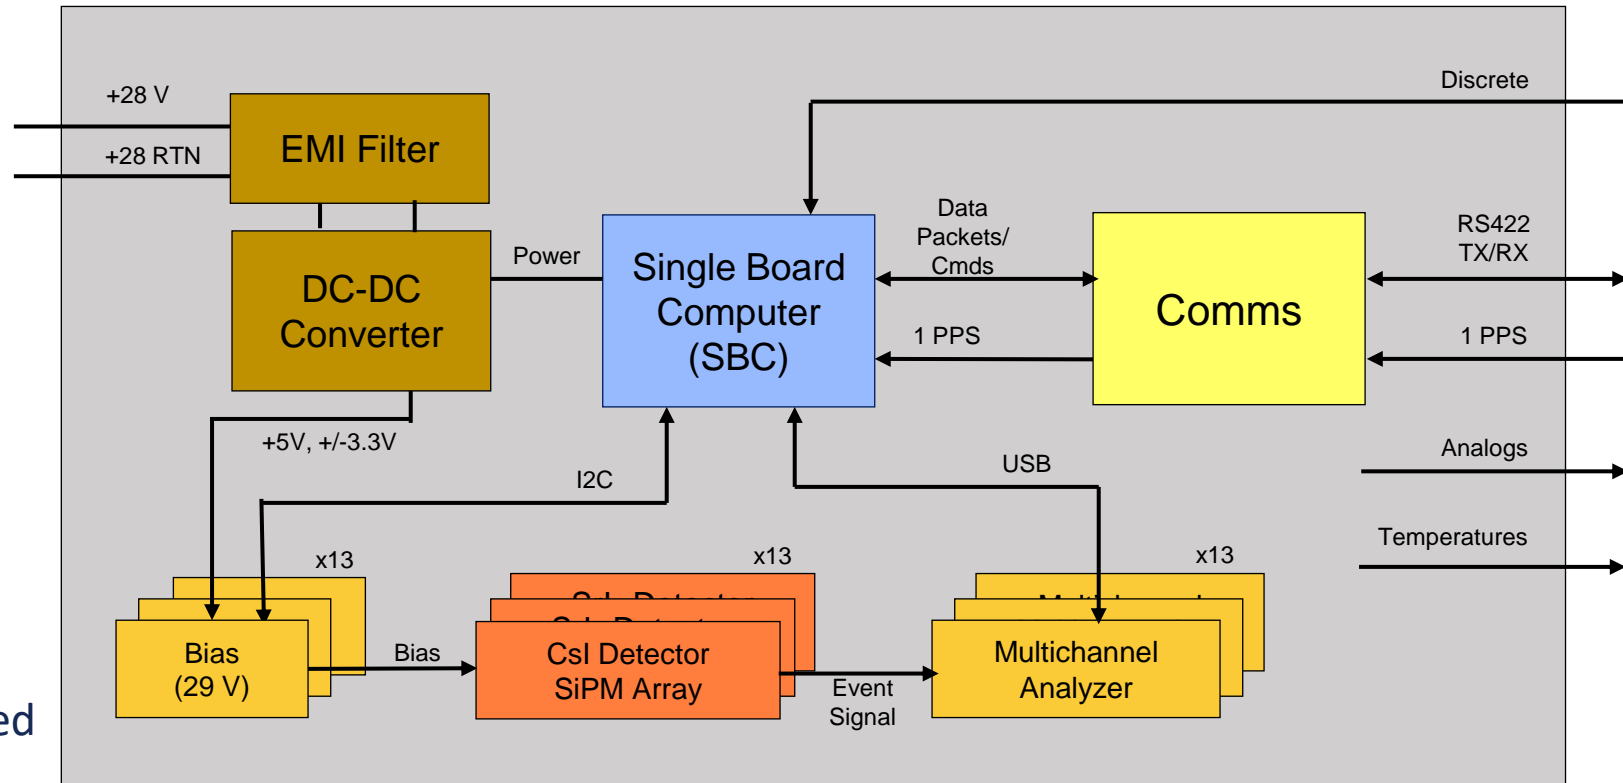 Discrete
+28 V
EMI Filter
+28 RTN
Data
Packets/
Cmds
RS422
TX/RX
Power
Single Board
Computer
(SBC)
DC-DC
Converter
Comms
1 PPS
1 PPS
+5V, +/-3.3V
Analogs
I2C
USB
Temperatures
x13
x13
x13
Bias
(29 V)
Bias
CsI Detector
SiPM Array
Event
Signal
Multichannel
Analyzer
ed